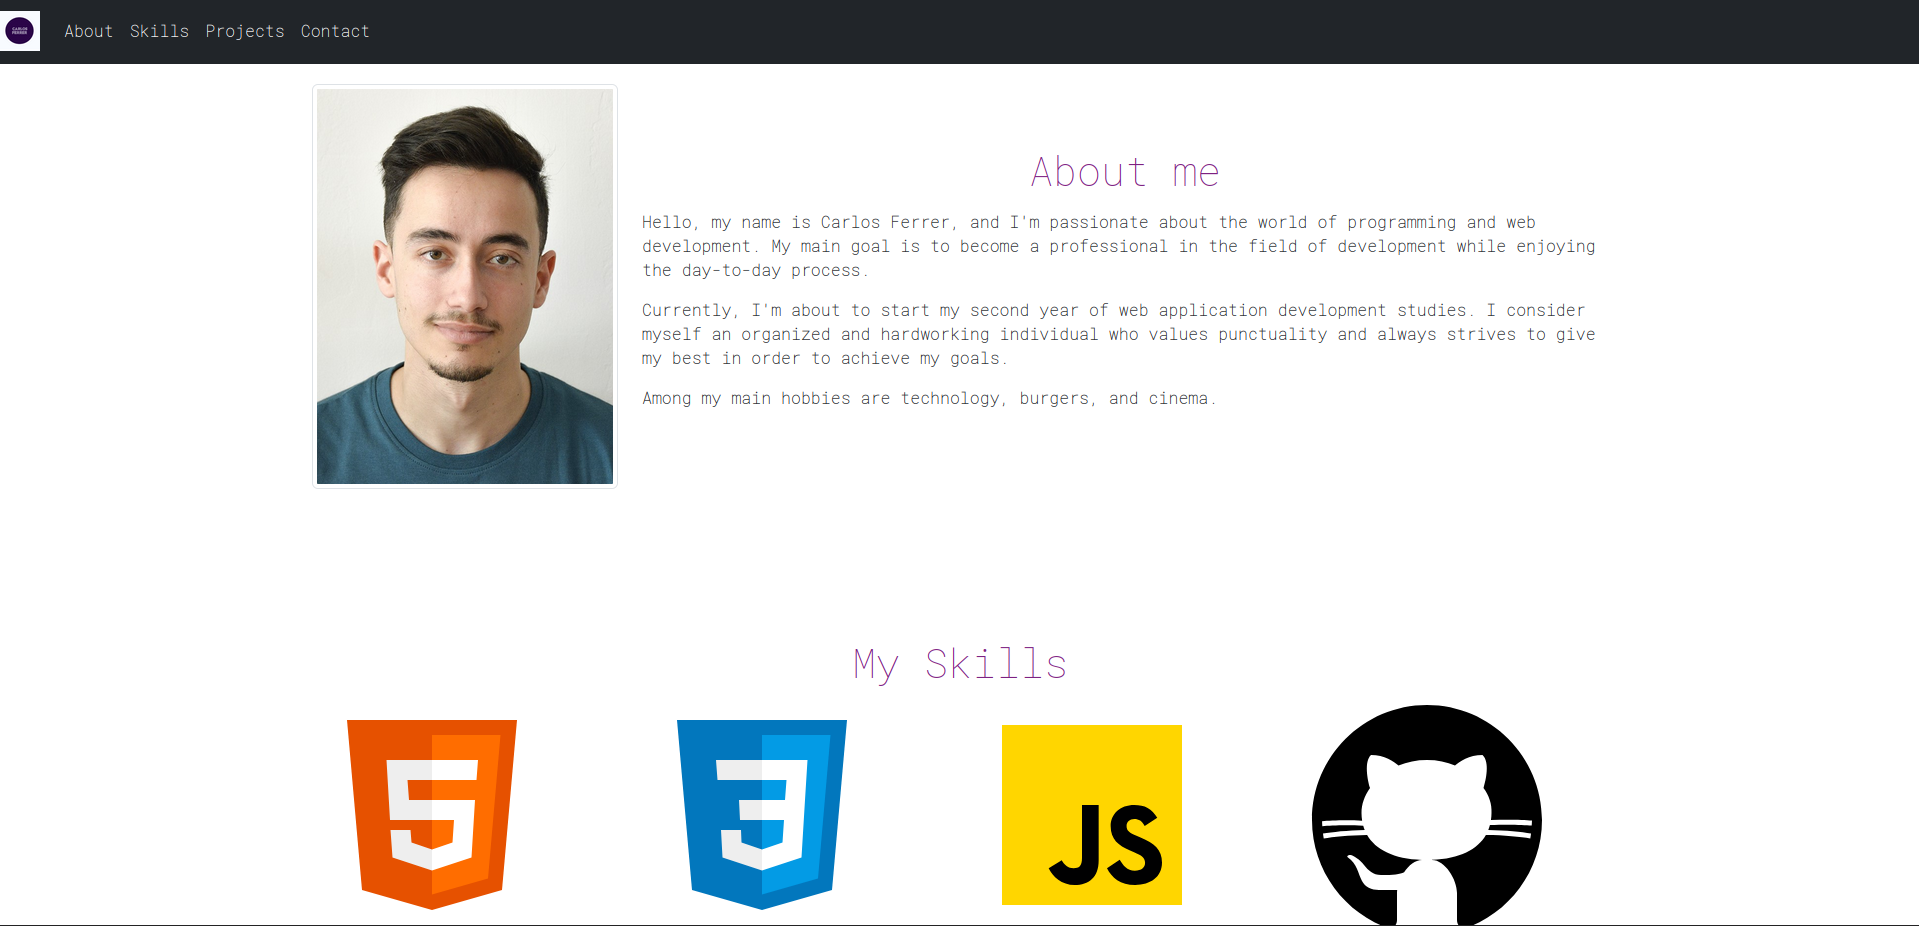 CARLOS
FERRER
About Skills Projects Contact
About me
Hello, my name is Carlos Ferrer, and I'm passionate about the world of programming and web
development. My main goal is to become a professional in the field of development while enjoying
the day-to-day process.
Currently, I'm about to start my second year of web application development studies. I consider
myself an organized and hardworking individual who values punctuality and always strives to give
my best in order to achieve my goals.
Among my main hobbies are technology, burgers, and cinema.
My Skills
5
3
JS